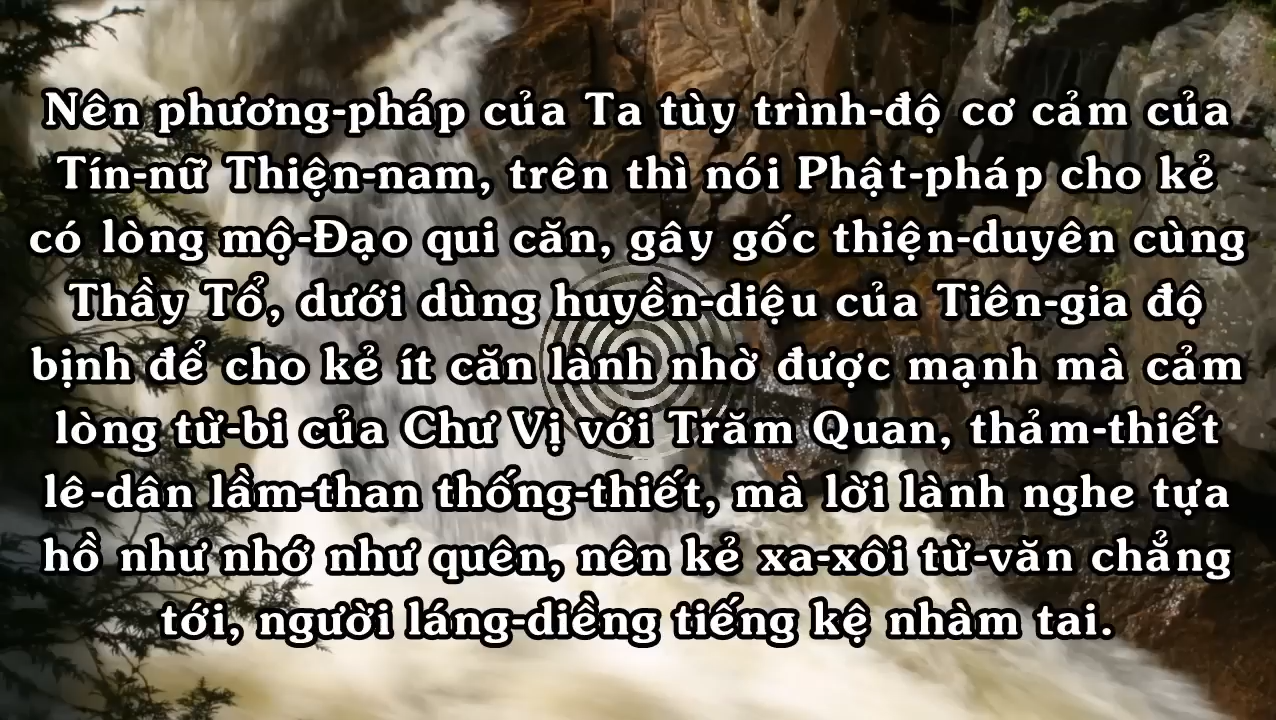 Nên phương-pháp của Ta tùy trình-độ cơ cảm của
Tín-nữ Thiện-nam, trên thì nói Phật-pháp cho kẻ
có lòng mộ-Đạo qui căn, gây gốc thiện-duyên cùng
Thầy Tổ, dưới dùng huyền-diệu của Tiên-gia độ
bịnh để cho kẻ ít căn lành nhờ được mạnh mà cảm
lòng từ-bi của Chư Vị với Trăm Quan, thảm-thiết
lê-dân lầm-than thống-thiết, mà lời lành nghe tựa
hồ như nhớ như quên, nên kẻ xa-xôi từ-văn chẳng
tới, người láng-diềng tiếng kệ nhàm tai.